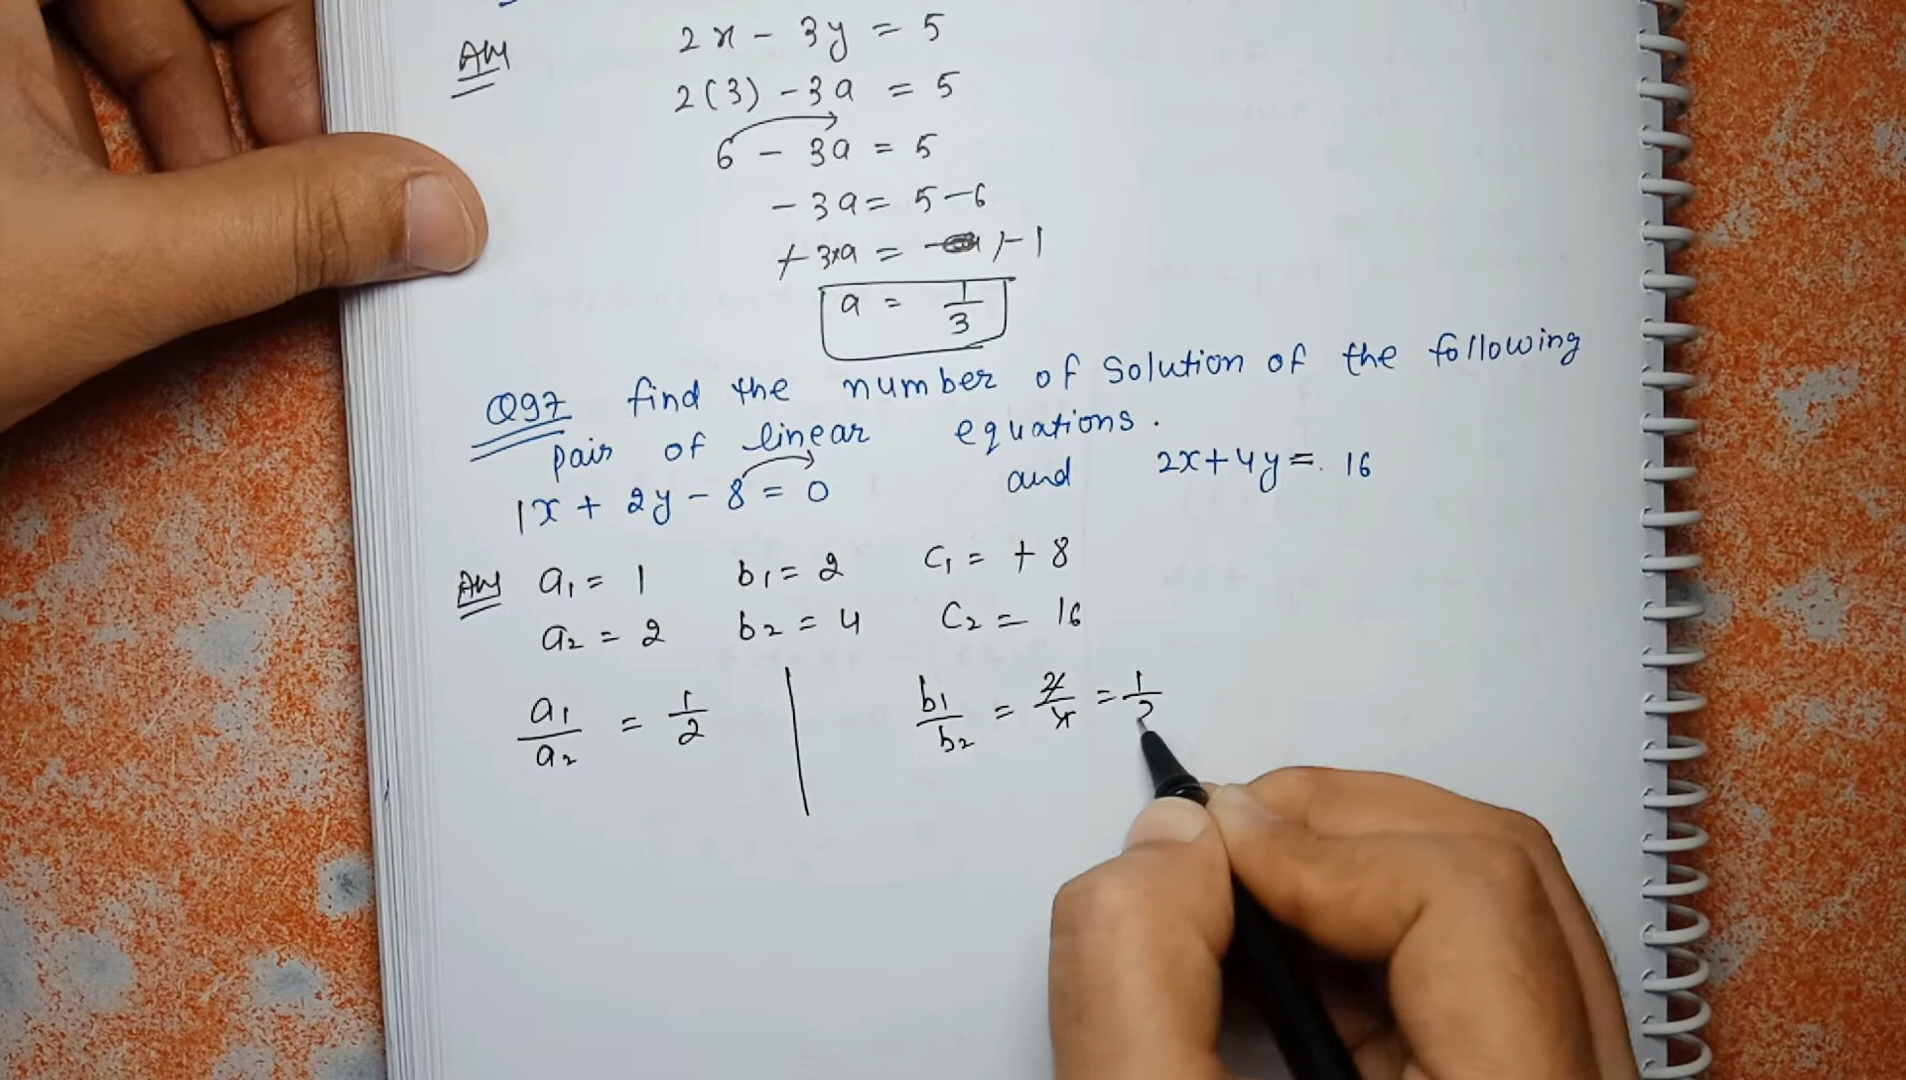 Ans 2x - 3y = 5
2(3) - 3a = 5
6 - 3a = 5
- 3a = 5 - 6
+ 3×a = +1
a = 1/3
Q97 find the number of Solution of the following
pair of linear equations.
1x + 2y - 8 = 0 and 2x + 4y = 16
Ans a₁ = 1 b₁ = 2 C₁ = + 8
a₂ = 2 b₂ = 4 C₂ = 16
a₁/a₂ = 1/2 b₁/b₂ = 2/4 = 1/2